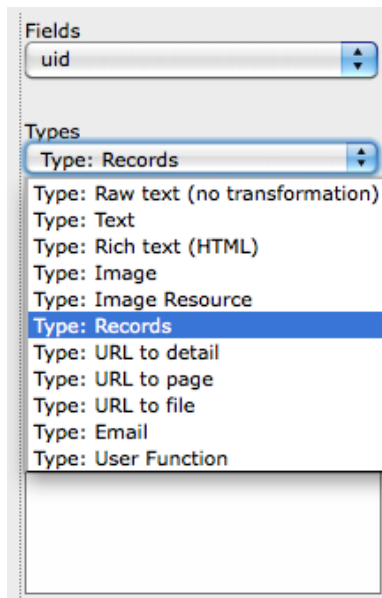 Fields
uid
Types
Type: Records
Type: Raw text (no transformation)
Type: Text
Type: Rich text (HTML)
Type: Image
Type: Image Resource
Type: Records
Type: URL to detail
Type: URL to page
Type: URL to file
Type: Email
Type: User Function